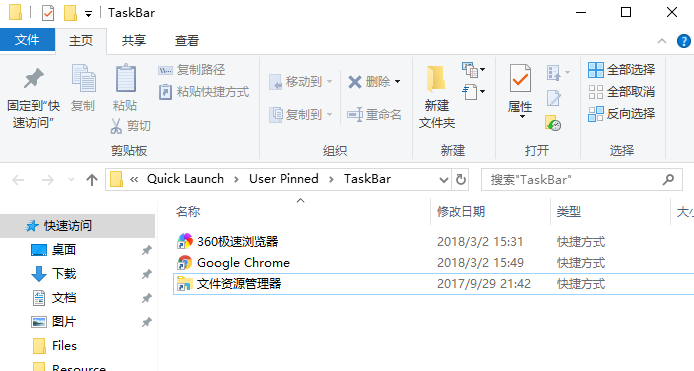 TaskBar
文件 主页 共享 查看
固定到"快速访问"
复制
粘贴
复制路径
粘贴快捷方式
剪切
剪贴板
移动到
复制到
删除
重命名
组织
新建
文件夹
新建
属性
打开
全部选择
全部取消
反向选择
选择
« Quick Launch > User Pinned > TaskBar
搜索"TaskBar"
快速访问
桌面
下载
文档
图片
Files
Resource
名称 修改日期 类型 大小
360极速浏览器 2018/3/2 15:31 快捷方式
Google Chrome 2018/3/2 15:49 快捷方式
文件资源管理器 2017/9/29 21:42 快捷方式